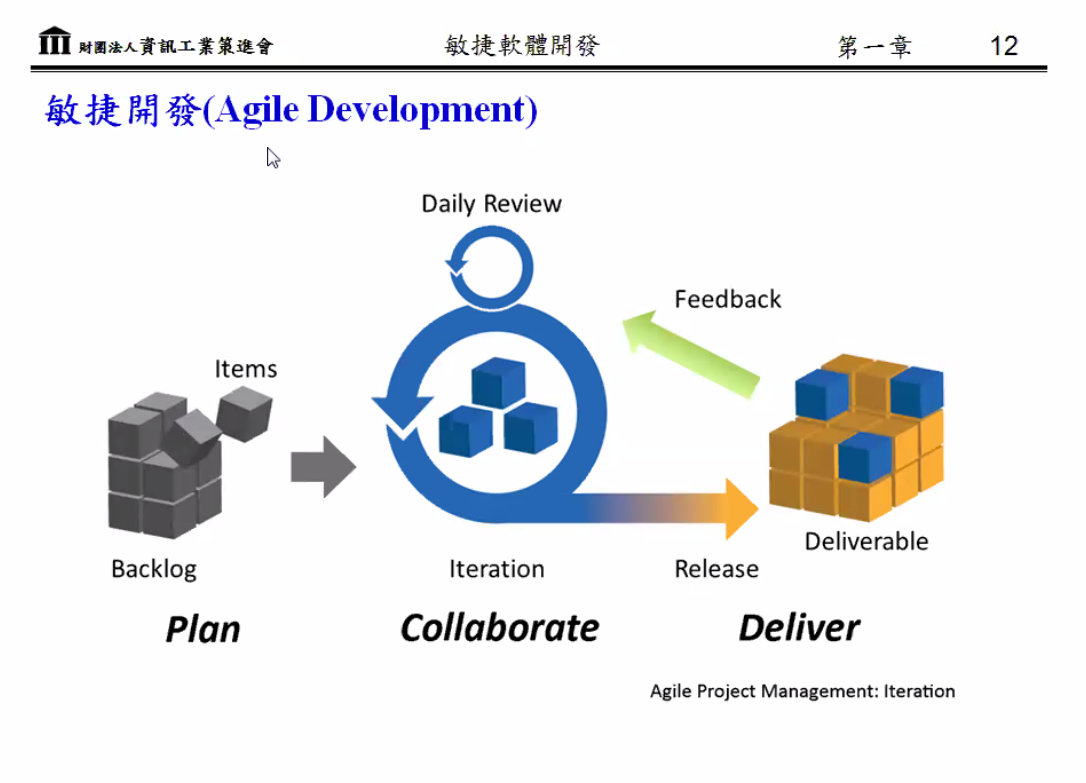 財團法人資訊工業策進會 敏捷軟體開發 第一章 12
敏捷開發(Agile Development)
Daily Review
Feedback
Items
Deliverable
Backlog Iteration Release
Plan Collaborate Deliver
Agile Project Management: Iteration